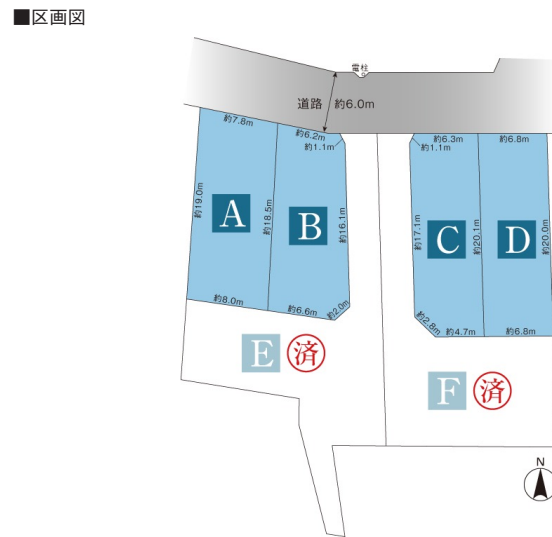 ■区画図
電柱
道路 約6.0m
約7.8m
約6.2m
約1.1m
約6.3m
約1.1m
約6.8m
約19.0m
A
約18.5m
B
約16.1m
約17.1m
C
約20.1m
D
約20.0m
約8.0m
約6.6m
約2.0m
約2.8m
約4.7m
約6.8m
E 済
F 済
N